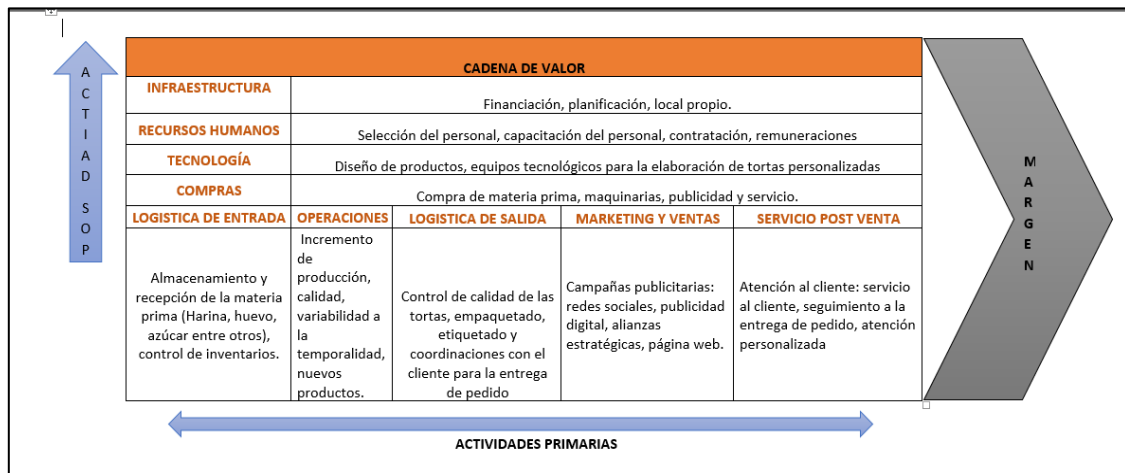 CADENA DE VALOR
ACTIAD SOP
INFRAESTRUCTURA
Financiación, planificación, local propio.
RECURSOS HUMANOS
Selección del personal, capacitación del personal, contratación, remuneraciones
TECNOLOGÍA
Diseño de productos, equipos tecnológicos para la elaboración de tortas personalizadas
COMPRAS
Compra de materia prima, maquinarias, publicidad y servicio.
LOGISTICA DE ENTRADA
Almacenamiento y
recepción de la materia
prima (Harina, huevo,
azúcar entre otros),
control de inventarios.
OPERACIONES
Incremento
de
producción,
calidad,
variabilidad a
la
temporalidad,
nuevos
productos.
LOGISTICA DE SALIDA
Control de calidad de las
tortas, empaquetado,
etiquetado y
coordinaciones con el
cliente para la entrega
de pedido
MARKETING Y VENTAS
Campañas publicitarias:
redes sociales, publicidad
digital, alianzas
estratégicas, página web.
SERVICIO POST VENTA
Atención al cliente: servicio
al cliente, seguimiento a la
entrega de pedido, atención
personalizada
MARGEN
ACTIVIDADES PRIMARIAS